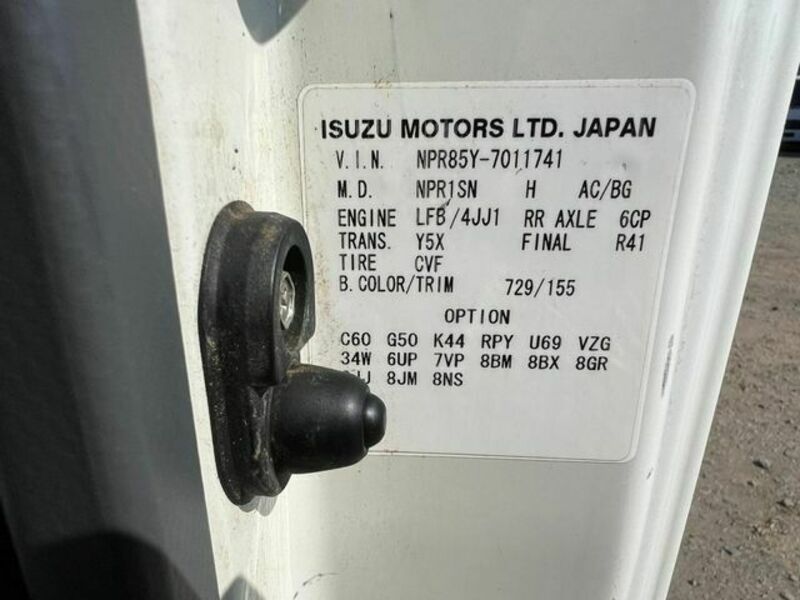 ISUZU MOTORS LTD. JAPAN
V.I.N. NPR85Y-7011741
M.D. NPR1SN H AC/BG
ENGINE LFB/4JJ1 RR AXLE 6CP
TRANS. Y5X FINAL R41
TIRE CVF
B.COLOR/TRIM 729/155
OPTION
C60 G50 K44 RPY U69 VZG
34W 6UP 7VP 8BM 8BX 8GR
8JM 8NS